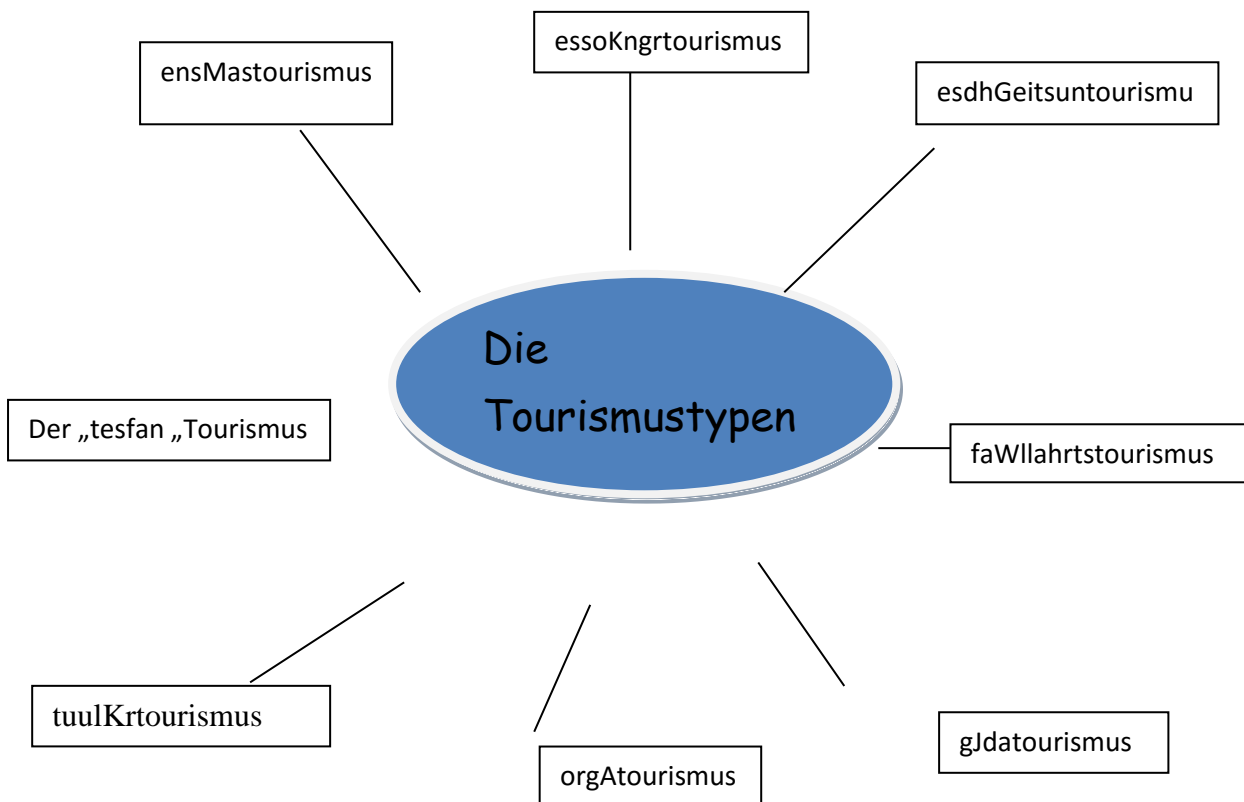 essoKngrtourismus
ensMastourismus
esdhGeitsuntourismu
Die
Tourismustypen
Der „tesfan „Tourismus
faWllahrtstourismus
tuulKrtourismus
orgAtourismus
gJdatourismus